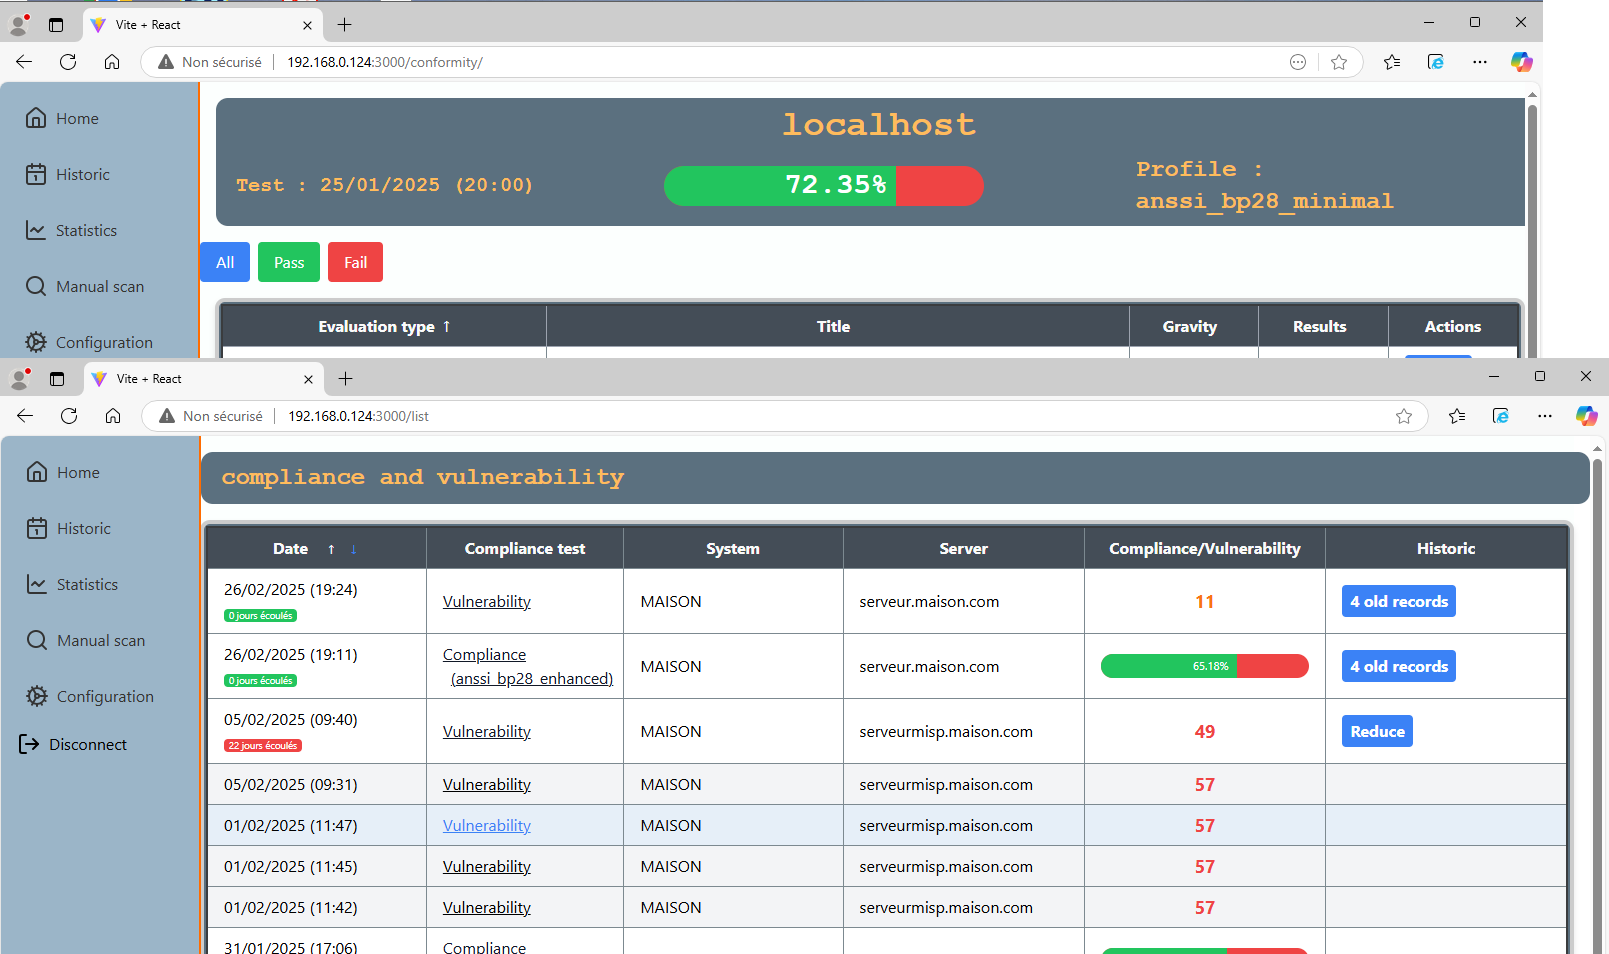 Vite + React
Non sécurisé
192.168.0.124:3000/conformity/
Home
Historic
Statistics
Manual scan
Configuration
localhost
Test : 25/01/2025 (20:00)
72.35%
Profile :
anssi_bp28_minimal
All Pass Fail
Evaluation type ↑ Title Gravity Results Actions
Vite + React
Non sécurisé
192.168.0.124:3000/list
Home
Historic
Statistics
Manual scan
Configuration
Disconnect
compliance and vulnerability
Date ↑ ↓ Compliance test System Server Compliance/Vulnerability Historic
26/02/2025 (19:24)
0 jours écoulés
Vulnerability MAISON serveur.maison.com 11 4 old records
26/02/2025 (19:11)
0 jours écoulés
Compliance
(anssi_bp28_enhanced)
MAISON serveur.maison.com 65.18% 4 old records
05/02/2025 (09:40)
22 jours écoulés
Vulnerability MAISON serveurmisp.maison.com 49 Reduce
05/02/2025 (09:31) Vulnerability MAISON serveurmisp.maison.com 57
01/02/2025 (11:47) Vulnerability MAISON serveurmisp.maison.com 57
01/02/2025 (11:45) Vulnerability MAISON serveurmisp.maison.com 57
01/02/2025 (11:42) Vulnerability MAISON serveurmisp.maison.com 57
31/01/2025 (17:06) Compliance